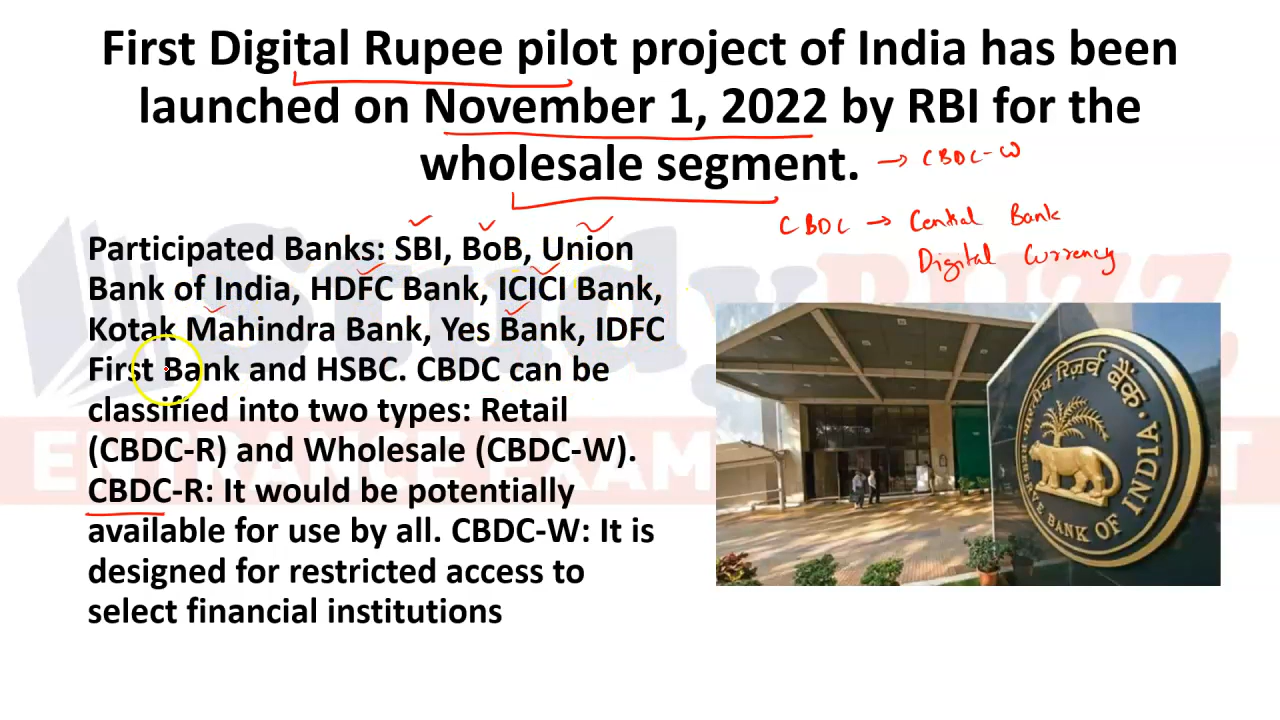 First Digital Rupee pilot project of India has been
launched on November 1, 2022 by RBI for the
wholesale segment. → CBDC-W
CBDC → Central Bank
Digital Currency
Participated Banks: SBI, BoB, Union
Bank of India, HDFC Bank, ICICI Bank,
Kotak Mahindra Bank, Yes Bank, IDFC
First Bank and HSBC. CBDC can be
classified into two types: Retail
(CBDC-R) and Wholesale (CBDC-W).
CBDC-R: It would be potentially
available for use by all. CBDC-W: It is
designed for restricted access to
select financial institutions
भारतीय रिज़र्व बैंक
RESERVE BANK OF INDIA
ENTRANCE EXAM